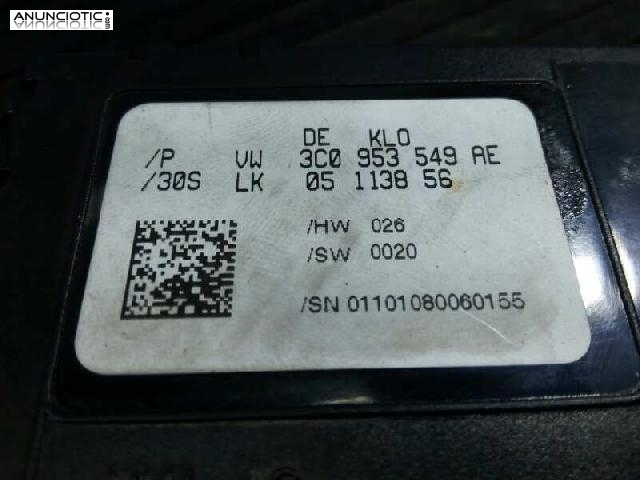 ANUNCIOTIC.es
DE KLO
/P VW 3C0 953 549 AE
/30S LK 05 1138 56
/HW 026
/SW 0020
/SN 01101080060155